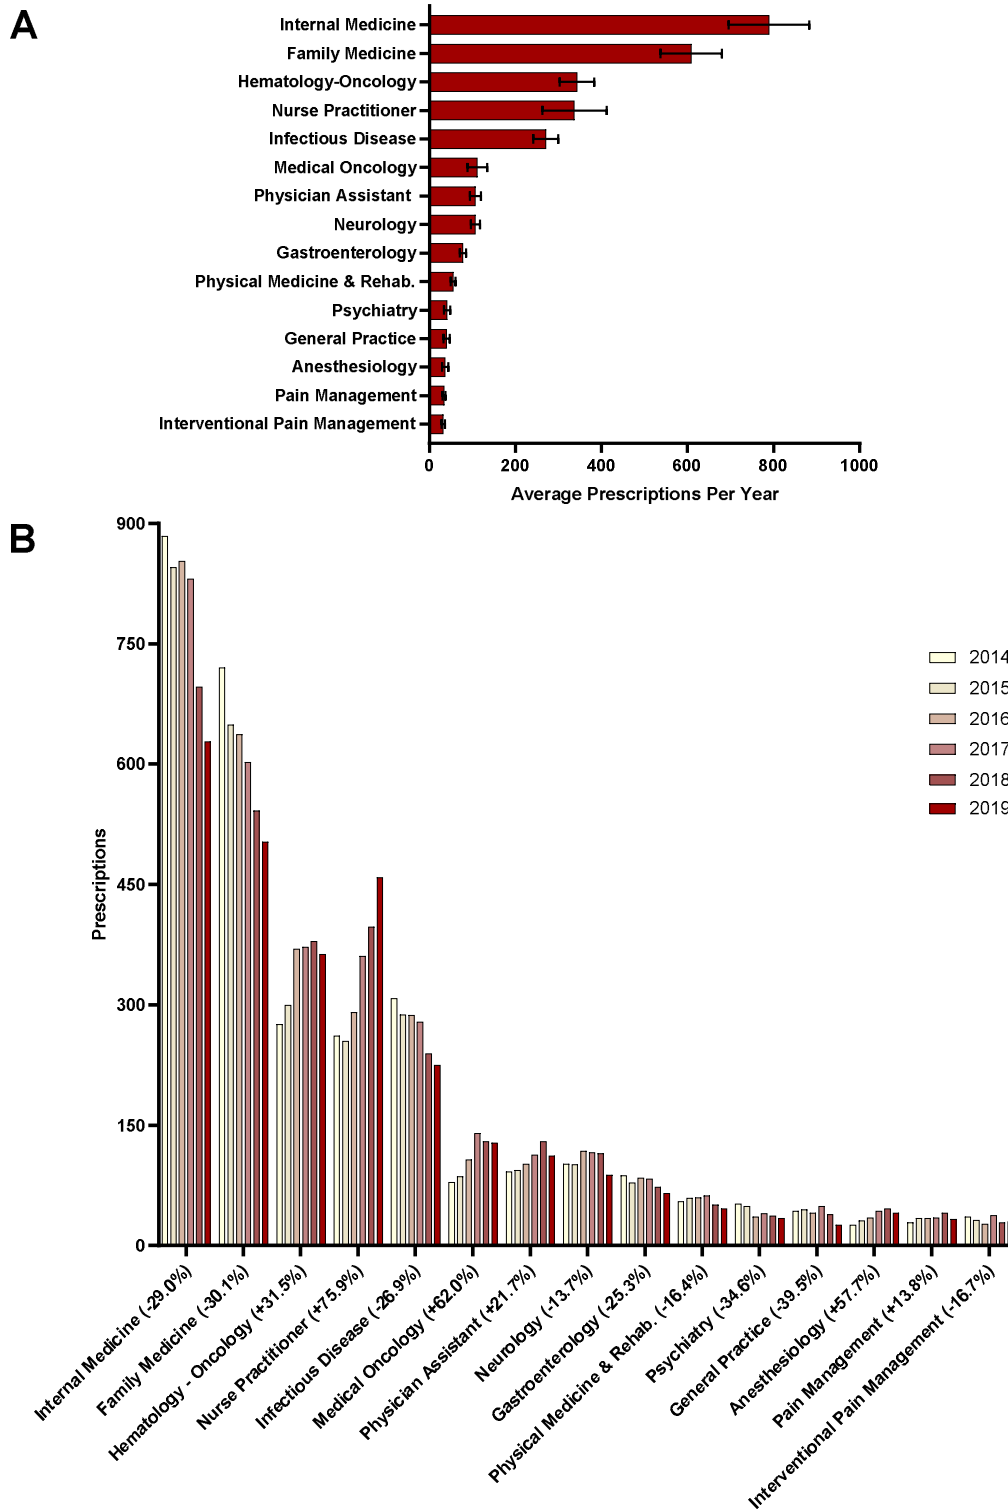 A
Internal Medicine
Family Medicine
Hematology-Oncology
Nurse Practitioner
Infectious Disease
Medical Oncology
Physician Assistant
Neurology
Gastroenterology
Physical Medicine & Rehab.
Psychiatry
General Practice
Anesthesiology
Pain Management
Interventional Pain Management
0 200 400 600 800 1000
Average Prescriptions Per Year
B
900
750
600
450
300
150
0
Prescriptions
2014
2015
2016
2017
2018
2019
Internal Medicine (-29.0%)
Family Medicine (-30.1%)
Hematology - Oncology (+31.5%)
Nurse Practitioner (+75.9%)
Infectious Disease (-26.9%)
Medical Oncology (+62.0%)
Physician Assistant (+21.7%)
Neurology (-13.7%)
Gastroenterology (-25.3%)
Physical Medicine & Rehab. (-16.4%)
Psychiatry (-34.6%)
General Practice (-39.5%)
Anesthesiology (+57.7%)
Pain Management (+13.8%)
Interventional Pain Management (-16.7%)